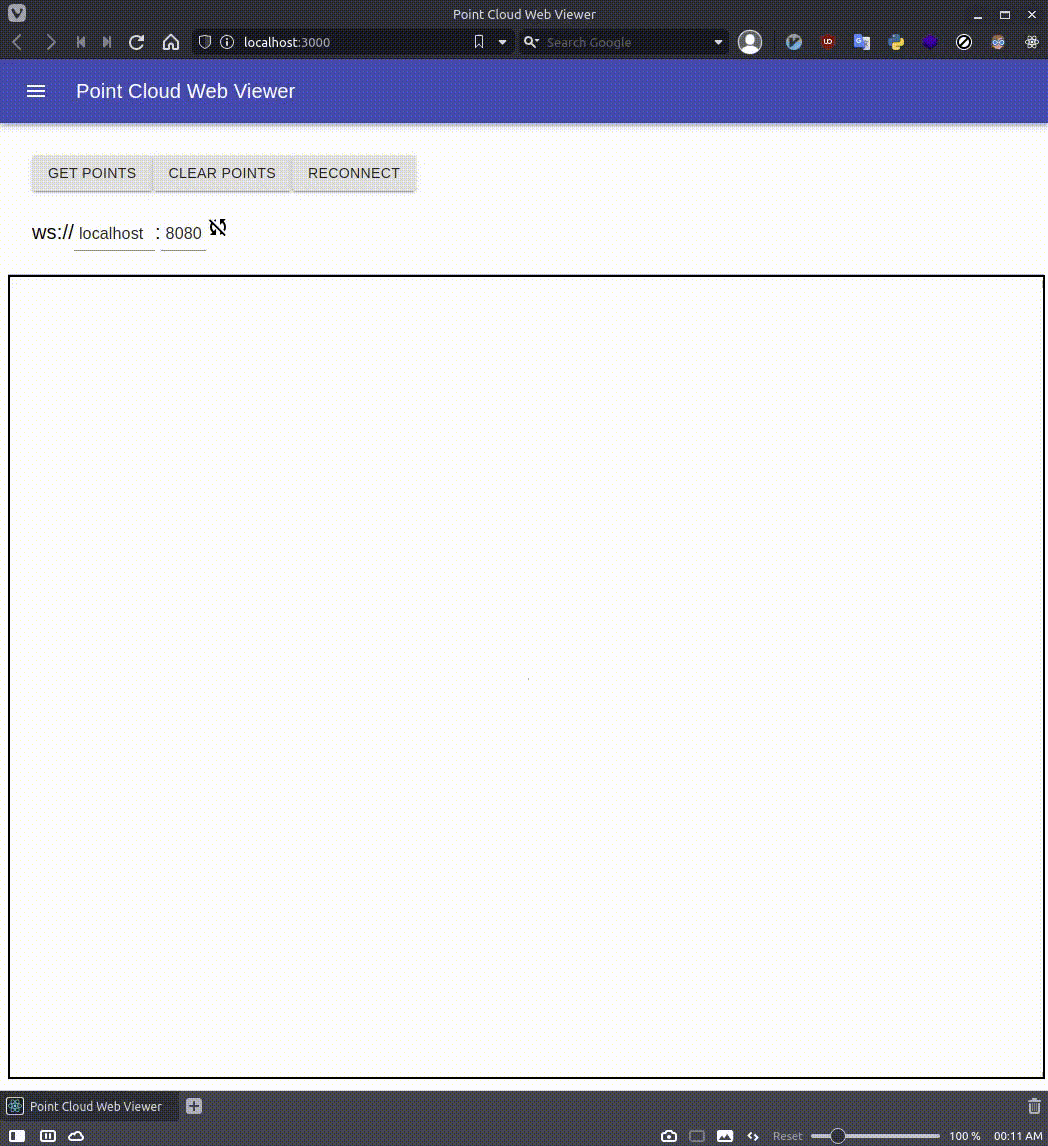 Point Cloud Web Viewer
localhost:3000
Search Google
Point Cloud Web Viewer
GET POINTS CLEAR POINTS RECONNECT
ws:// localhost : 8080
Point Cloud Web Viewer
Reset 100 % 00:11 AM